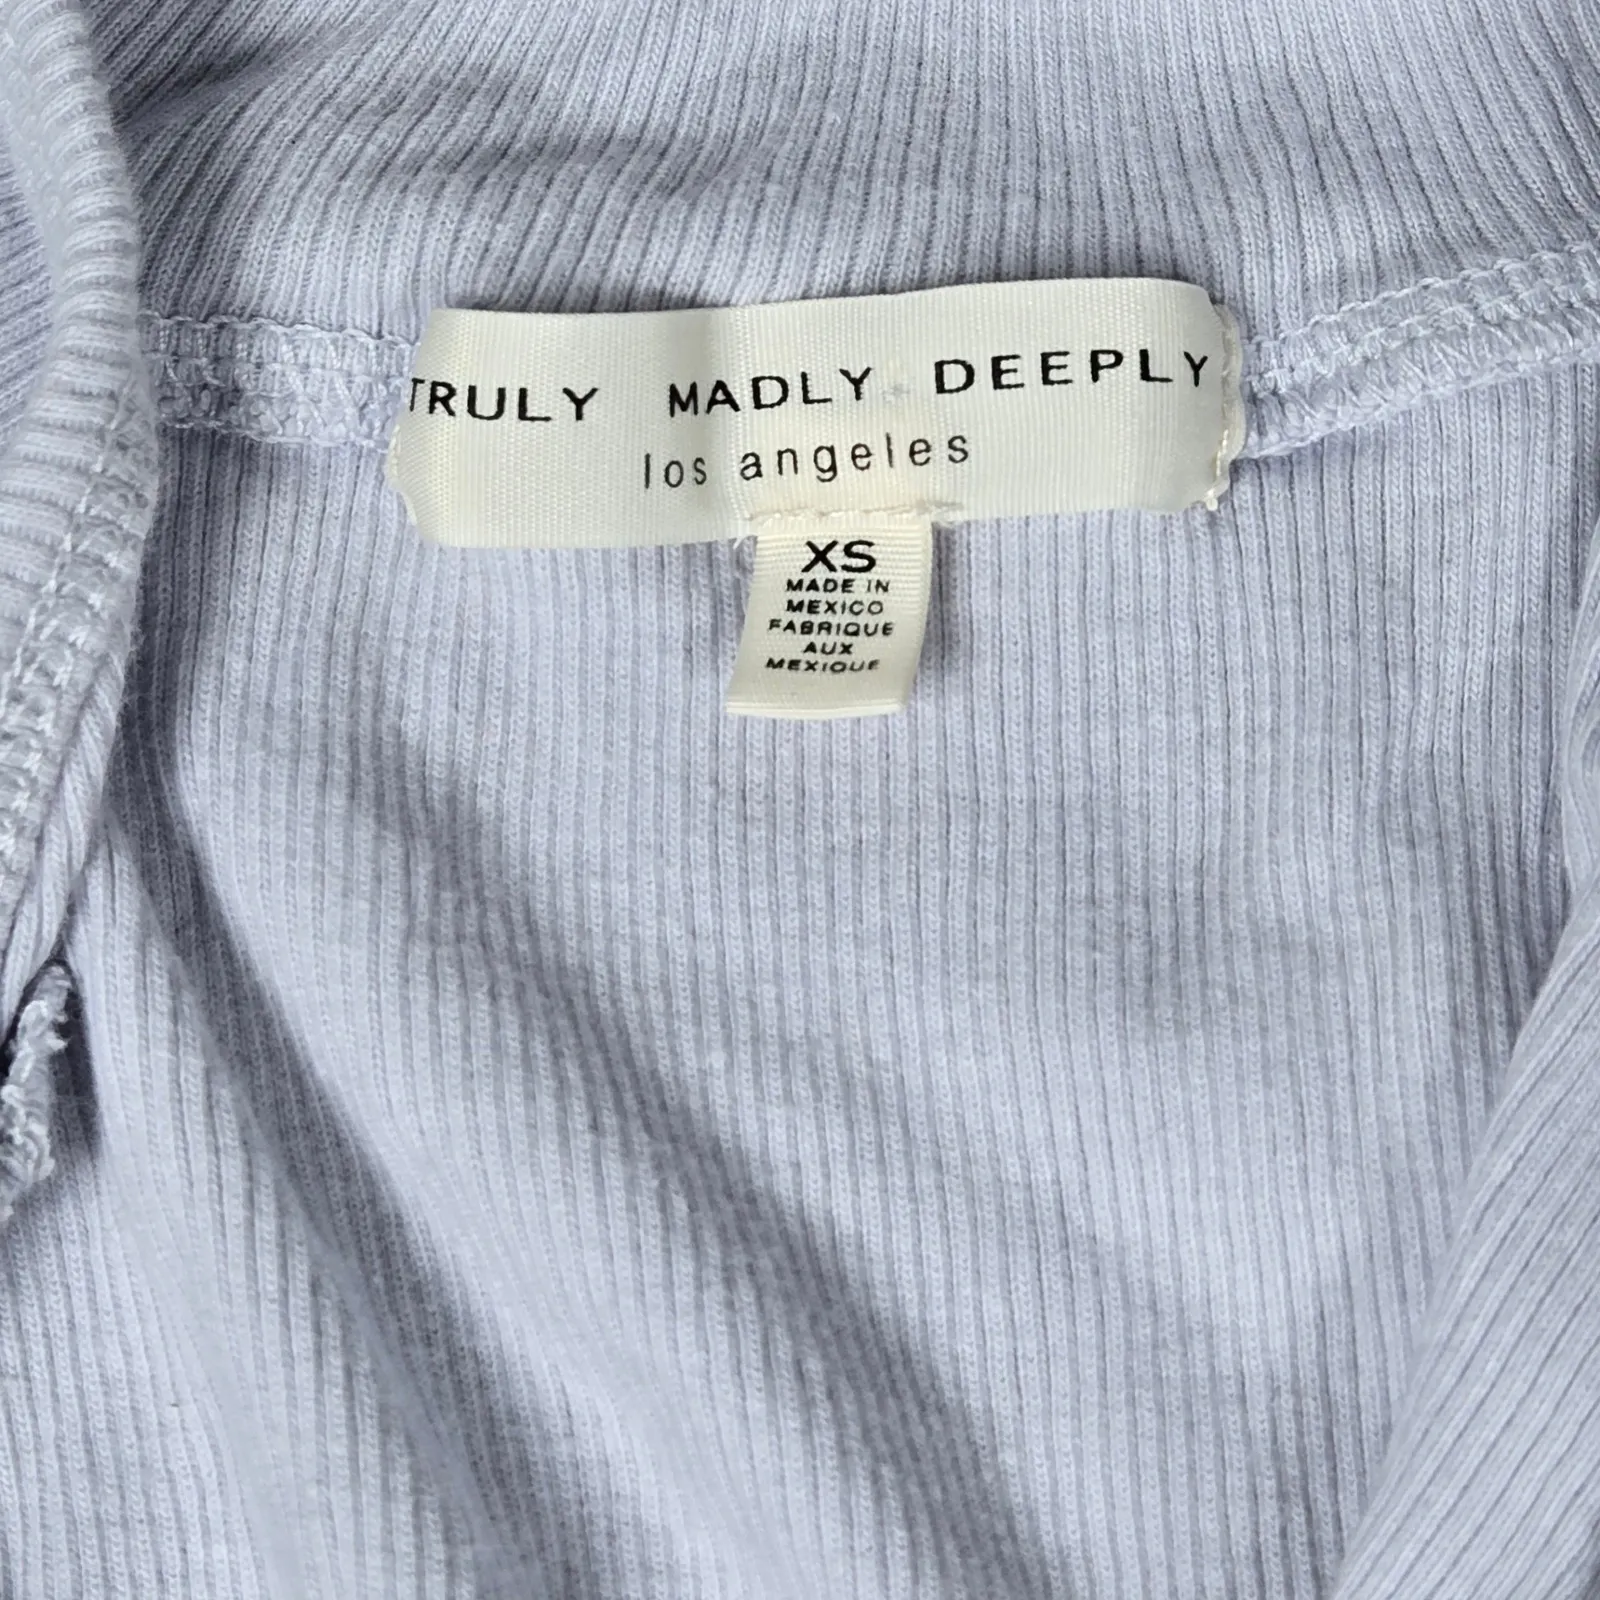 TRULY MADLY DEEPLY
los angeles
XS
MADE IN
MEXICO
FABRIQUE
AUX
MEXIQUE